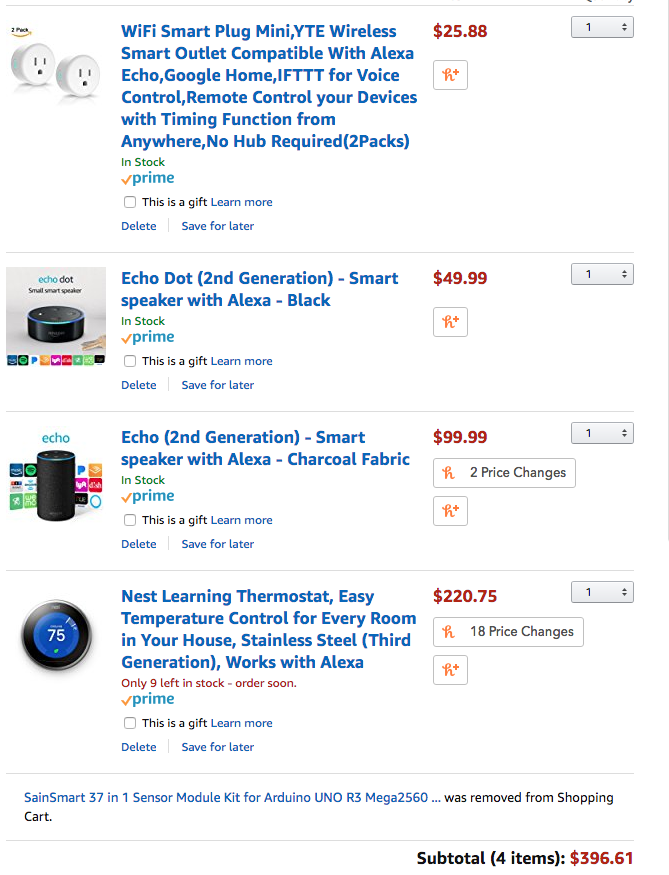 2 Pack
WiFi Smart Plug Mini,YTE Wireless
Smart Outlet Compatible With Alexa
Echo,Google Home,IFTTT for Voice
Control,Remote Control your Devices
with Timing Function from
Anywhere,No Hub Required(2Packs)
$25.88
1
In Stock
prime
This is a gift Learn more
Delete
Save for later
echo dot
Small smart speaker
Echo Dot (2nd Generation) - Smart
speaker with Alexa - Black
$49.99
1
In Stock
prime
This is a gift Learn more
Delete
Save for later
echo
Echo (2nd Generation) - Smart
speaker with Alexa - Charcoal Fabric
$99.99
1
2 Price Changes
In Stock
prime
This is a gift Learn more
Delete
Save for later
75
Nest Learning Thermostat, Easy
Temperature Control for Every Room
in Your House, Stainless Steel (Third
Generation), Works with Alexa
$220.75
1
18 Price Changes
Only 9 left in stock - order soon.
prime
This is a gift Learn more
Delete
Save for later
SainSmart 37 in 1 Sensor Module Kit for Arduino UNO R3 Mega2560 ... was removed from Shopping
Cart.
Subtotal (4 items): $396.61